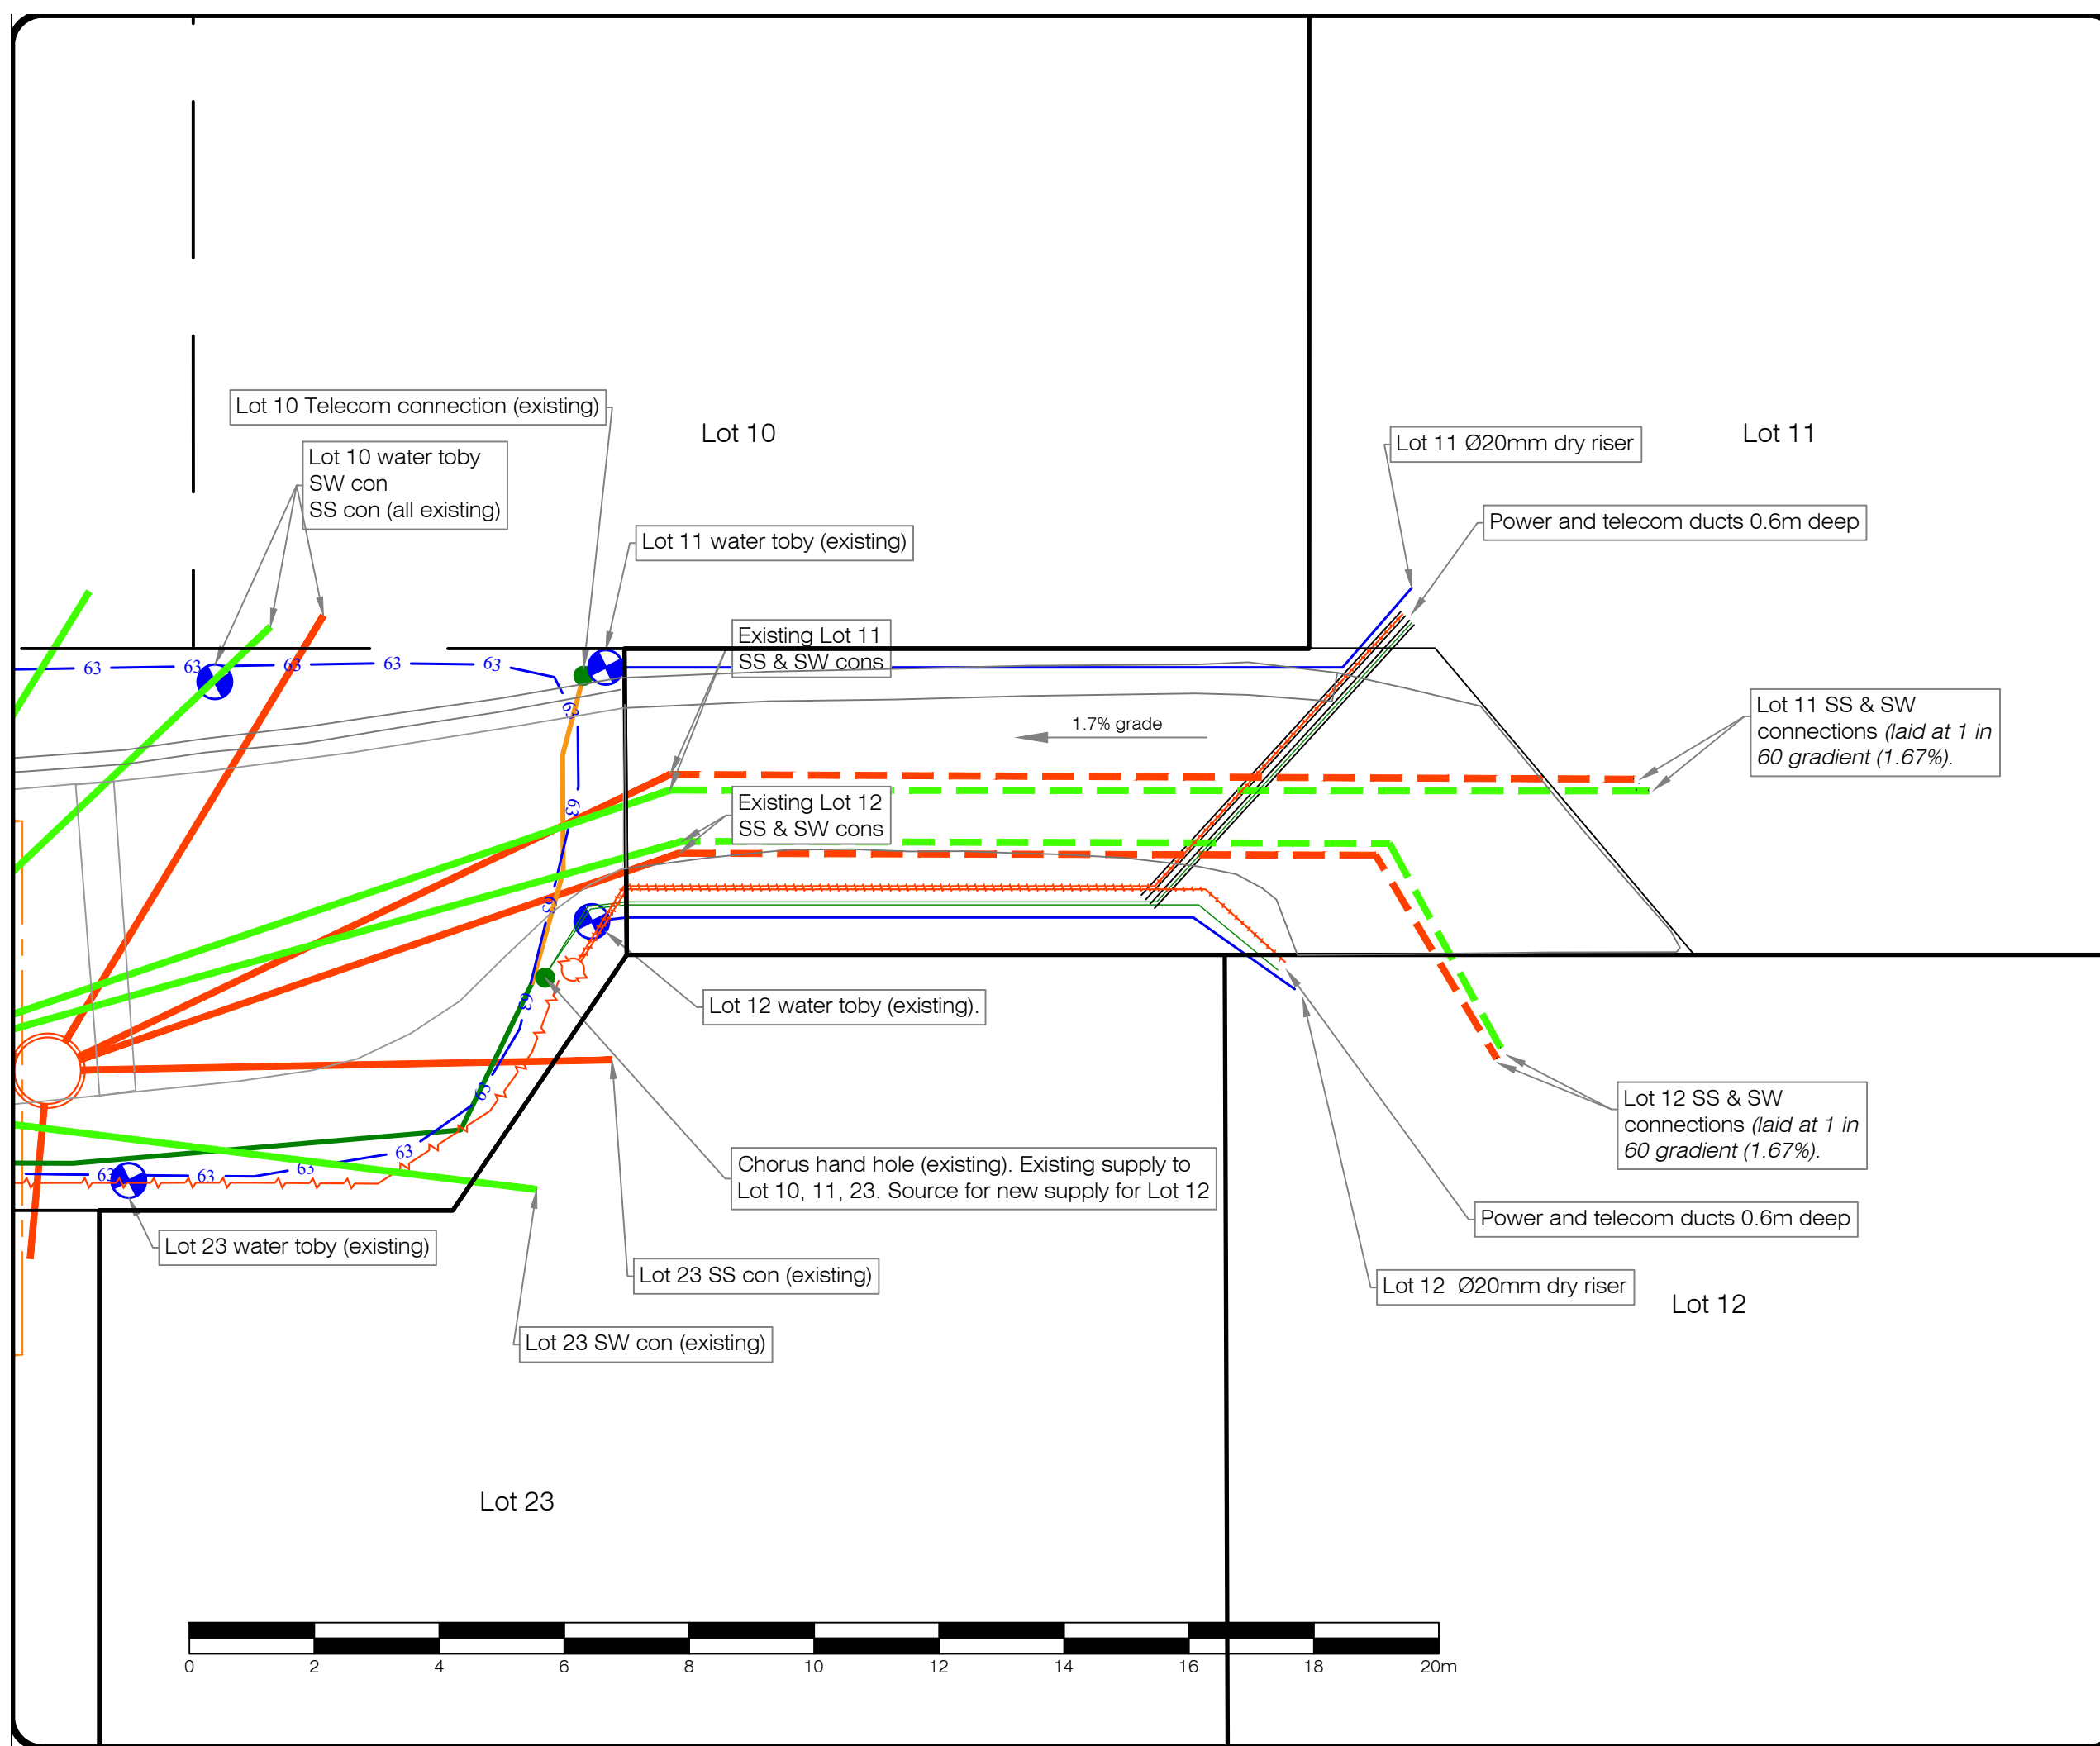 Lot 10 Telecom connection (existing)
Lot 10
Lot 11
Lot 11 Ø20mm dry riser
Lot 10 water toby
SW con
SS con (all existing)
Power and telecom ducts 0.6m deep
Lot 11 water toby (existing)
Existing Lot 11
SS & SW cons
63
63
63
63
63
63
63
63
63
63
63
63
63
63
1.7% grade
Lot 11 SS & SW
connections (laid at 1 in
60 gradient (1.67%).
Existing Lot 12
SS & SW cons
Lot 12 water toby (existing).
Lot 12 SS & SW
connections (laid at 1 in
60 gradient (1.67%).
Chorus hand hole (existing). Existing supply to
Lot 10, 11, 23. Source for new supply for Lot 12
Power and telecom ducts 0.6m deep
Lot 23 water toby (existing)
Lot 23 SS con (existing)
Lot 12 Ø20mm dry riser
Lot 12
Lot 23 SW con (existing)
Lot 23
0 2 4 6 8 10 12 14 16 18 20m